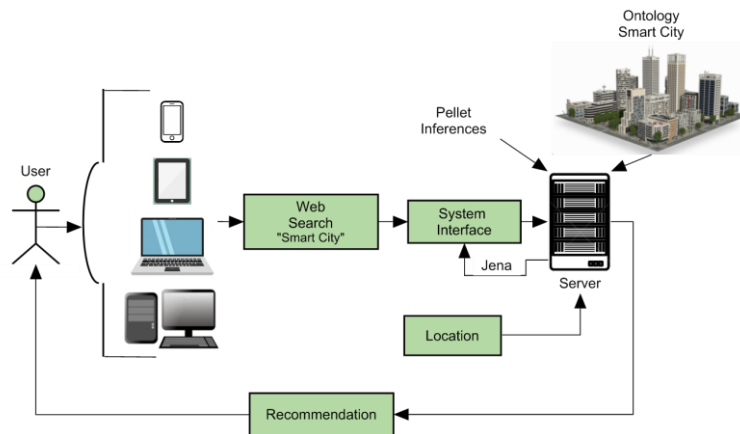 Ontology
Smart City
Pellet
Inferences
User
Web
Search
"Smart City"
System
Interface
Jena
Server
Location
Recommendation